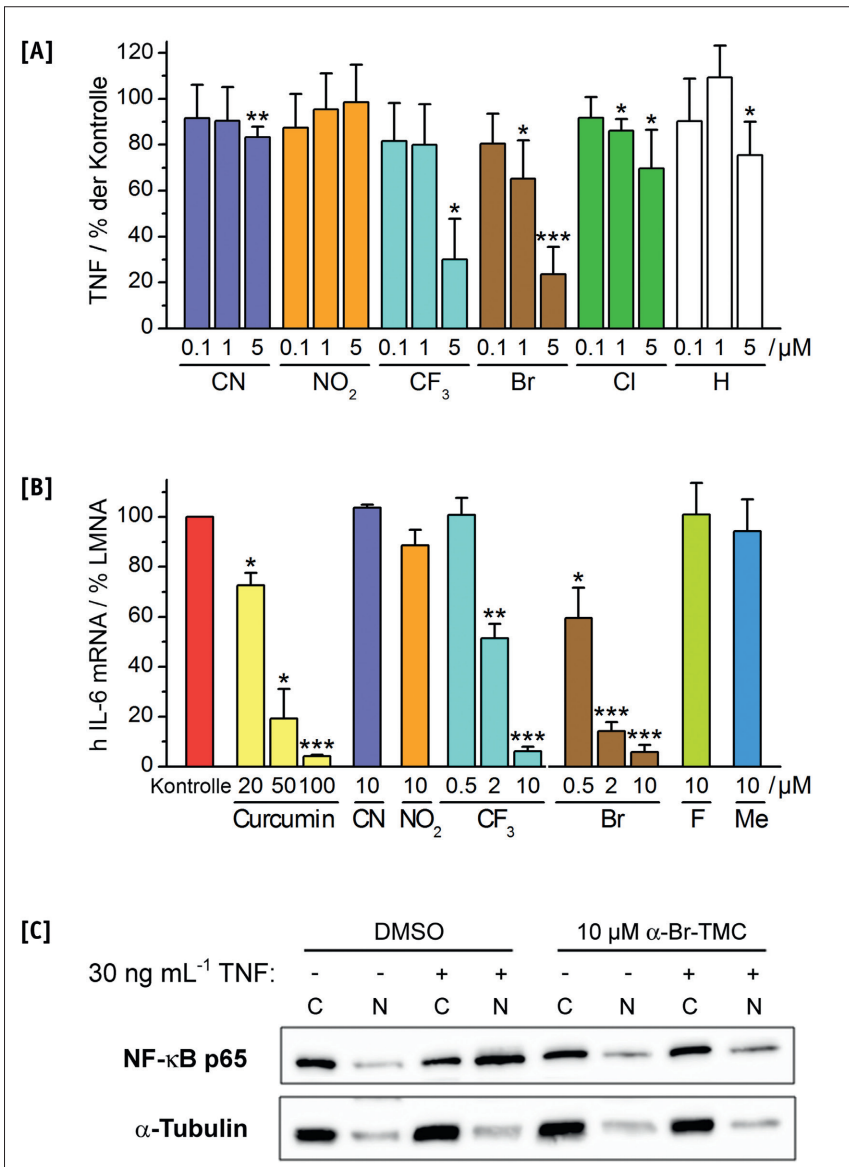 [A]
TNF / % der Kontrolle
120
100
80
60
40
20
0
**
*
*
***
*
*
*
0.1 1 5 0.1 1 5 0.1 1 5 0.1 1 5 0.1 1 5 0.1 1 5 /µM
CN NO₂ CF₃ Br Cl H
[B]
h IL-6 mRNA / % LMNA
100
80
60
40
20
0
*
*
***
**
***
*
***
***
Kontrolle 20 50 100 10 10 0.5 2 10 0.5 2 10 10 10 /µM
Curcumin CN NO₂ CF₃ Br F Me
[C]
DMSO 10 µM α-Br-TMC
30 ng mL⁻¹ TNF: - - + + - - + +
C N C N C N C N
NF-κB p65
α-Tubulin